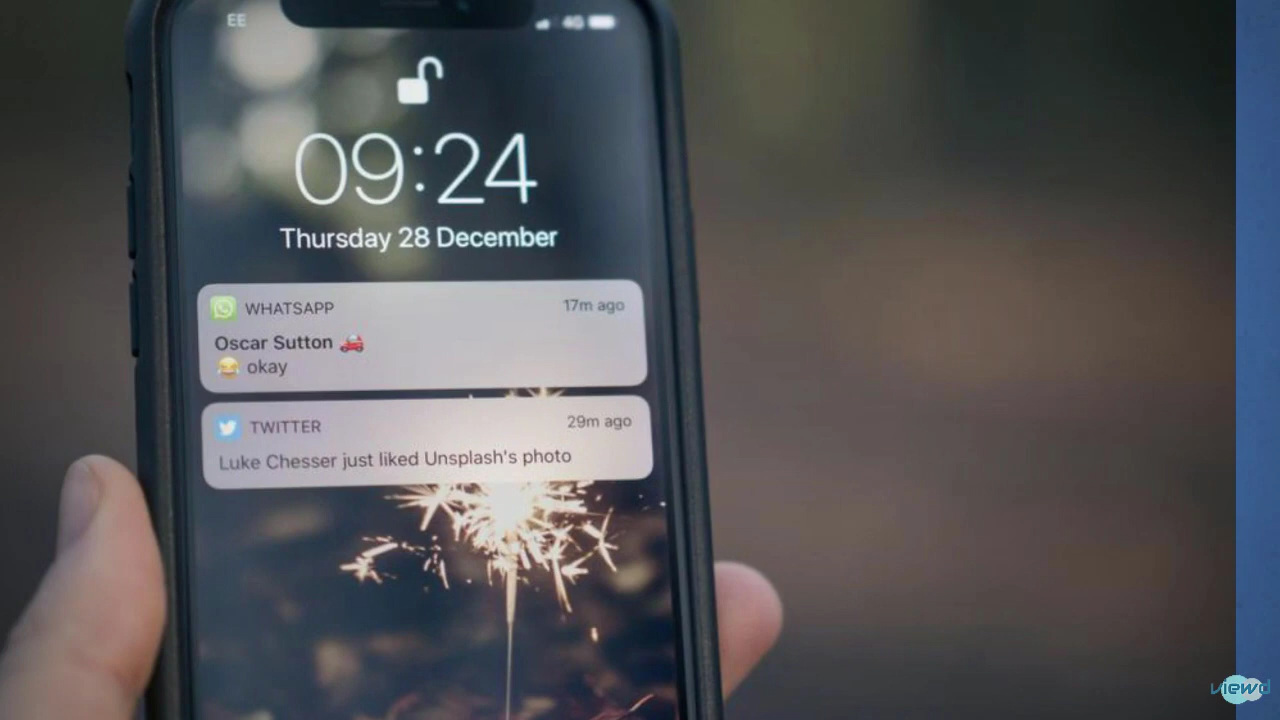 EE
4G
09:24
Thursday 28 December
WHATSAPP 17m ago
Oscar Sutton 🚗
😂 okay
TWITTER 29m ago
Luke Chesser just liked Unsplash's photo
viewd